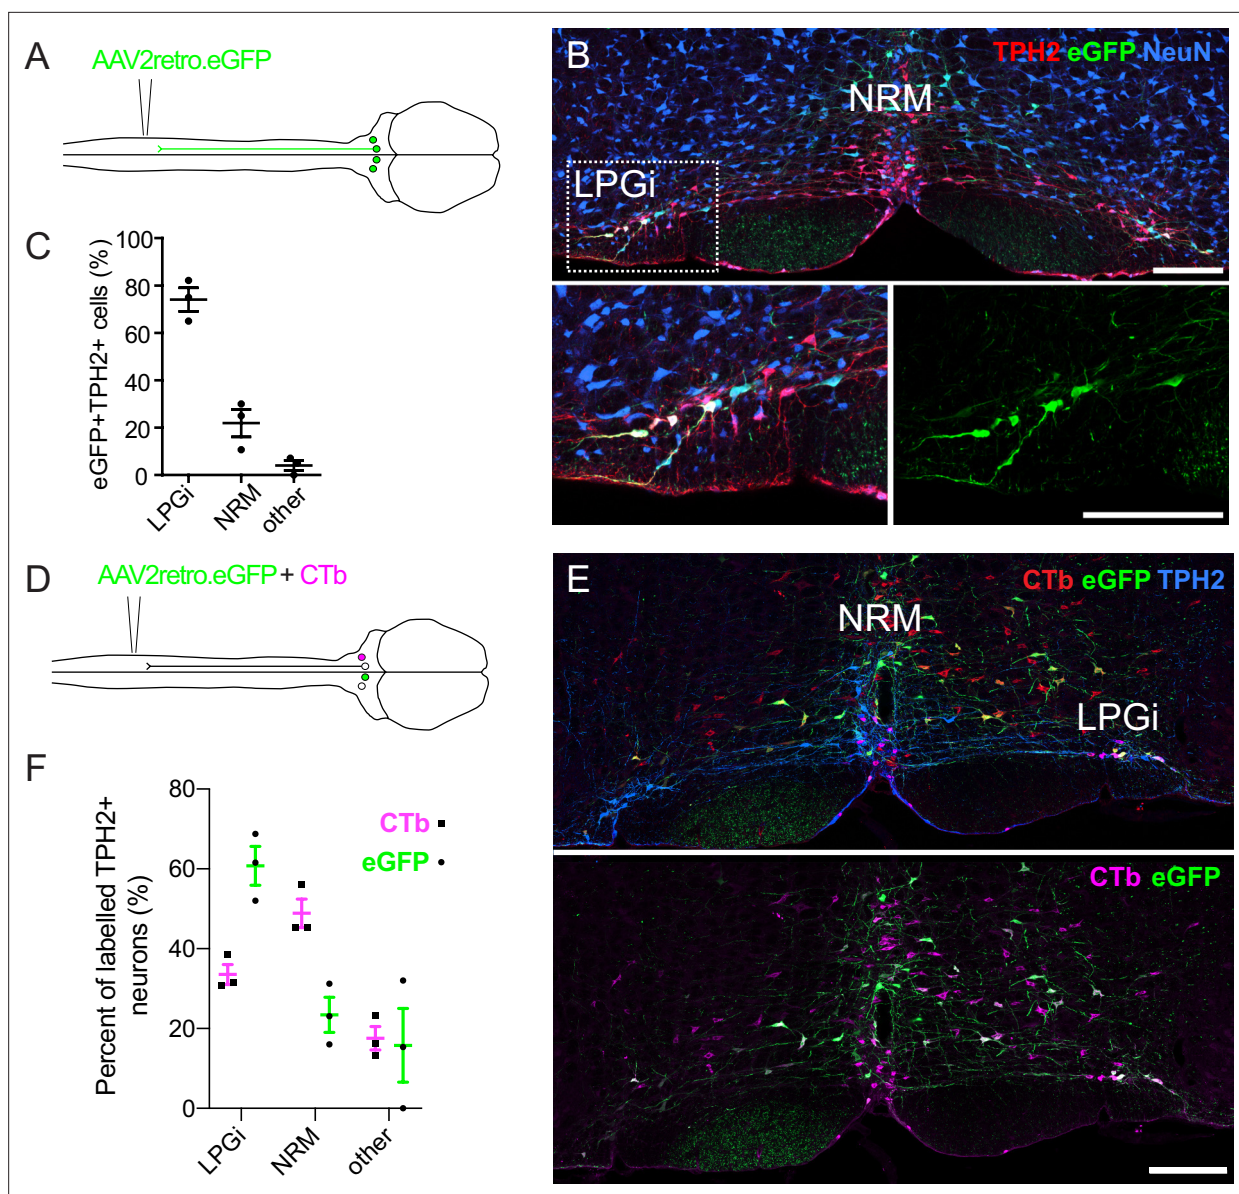 A
AAV2retro.eGFP
B
TPH2 eGFP NeuN
NRM
LPGi
C
eGFP+TPH2+ cells (%)
100
80
60
40
20
0
LPGi
NRM
other
D
AAV2retro.eGFP + CTb
E
CTb eGFP TPH2
NRM
LPGi
CTb eGFP
F
Percent of labelled TPH2+
neurons (%)
80
60
40
20
0
CTb
eGFP
LPGi
NRM
other